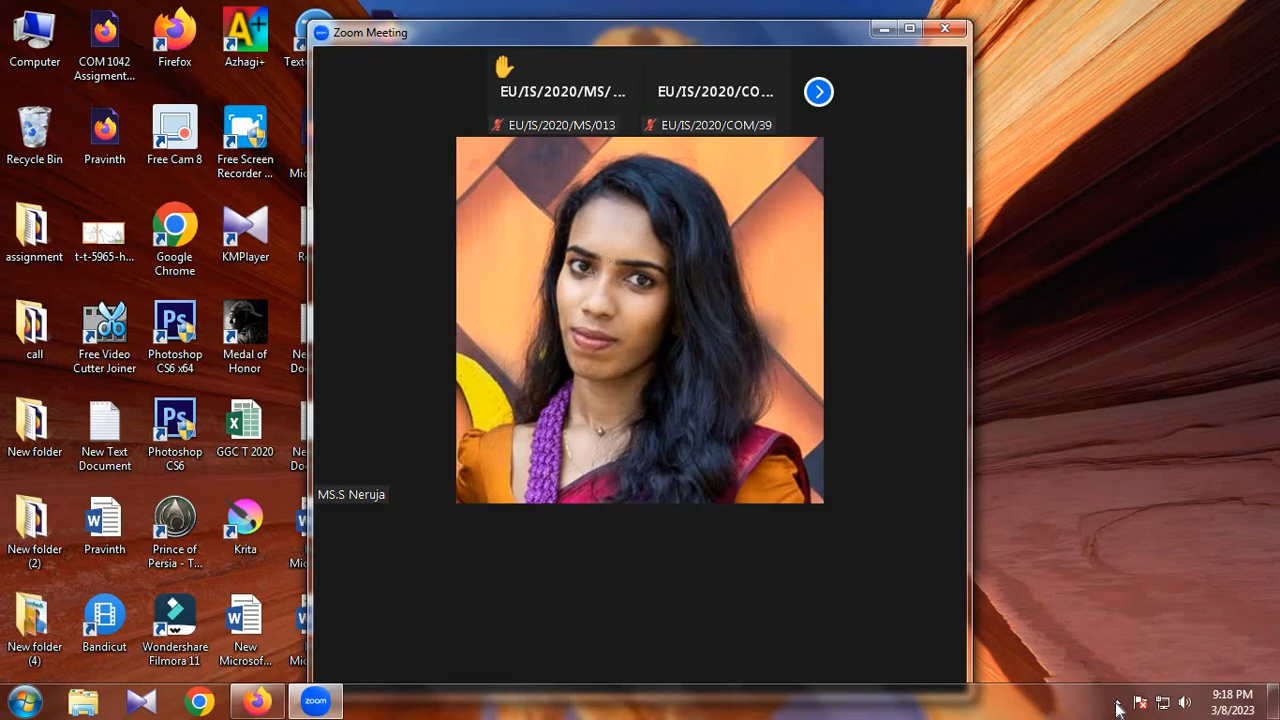 Zoom Meeting
EU/IS/2020/MS/ ...
EU/IS/2020/CO...
EU/IS/2020/MS/013
EU/IS/2020/COM/39
MS.S Neruja
Computer
COM 1042
Assigment...
Firefox
Azhagi+
Recycle Bin
Pravinth
Free Cam 8
Free Screen
Recorder ...
assignment
t-t-5965-h...
Google
Chrome
KMPlayer
call
Free Video
Cutter Joiner
Photoshop
CS6 x64
Medal of
Honor
New folder
New Text
Document
Photoshop
CS6
GGC T 2020
New folder
(2)
Pravinth
Prince of
Persia - T...
Krita
New folder
(4)
Bandicut
Wondershare
Filmora 11
New
Microsof...
zoom
9:18 PM
3/8/2023